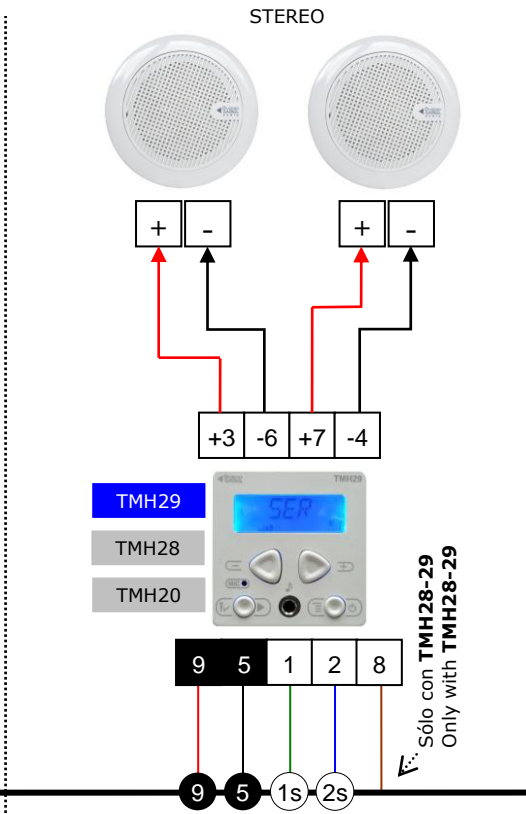 STEREO
+ - + -
+3 -6 +7 -4
TMH29
SER
TMH29
TMH28
TMH20
MIC
9 5 1 2 8
Sólo con TMH28-29
Only with TMH28-29
9 5 1s 2s